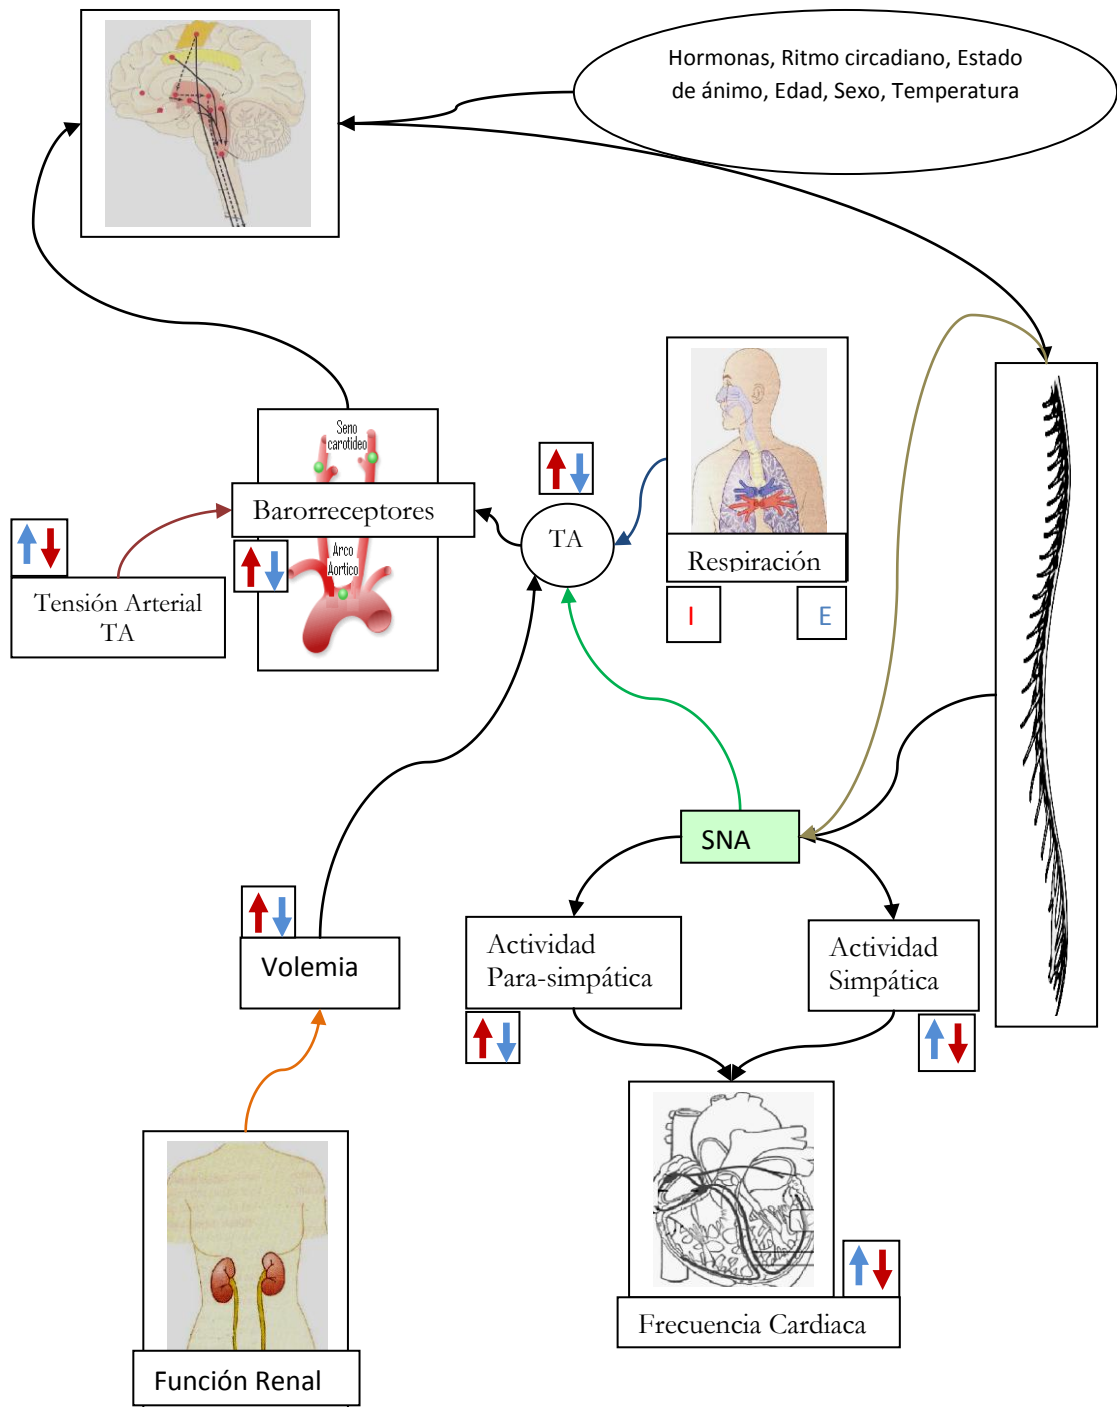 Hormonas, Ritmo circadiano, Estado
de ánimo, Edad, Sexo, Temperatura
Seno
carotideo
Barorreceptores
Arco
Aortico
Tensión Arterial
TA
TA
Respiración
I
E
SNA
Actividad
Para-simpática
Actividad
Simpática
Volemia
Frecuencia Cardiaca
Función Renal